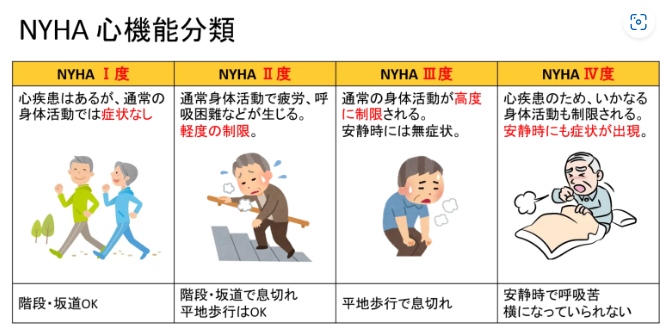 NYHA 心機能分類
NYHA Ⅰ度
心疾患はあるが、通常の
身体活動では症状なし
階段・坂道OK
NYHA Ⅱ度
通常身体活動で疲労、呼
吸困難などが生じる。
軽度の制限。
階段・坂道で息切れ
平地歩行はOK
NYHA Ⅲ度
通常の身体活動が高度
に制限される。
安静時には無症状。
平地歩行で息切れ
NYHA Ⅳ度
心疾患のため、いかなる
身体活動も制限される。
安静時にも症状が出現。
安静時で呼吸苦
横になっていられない